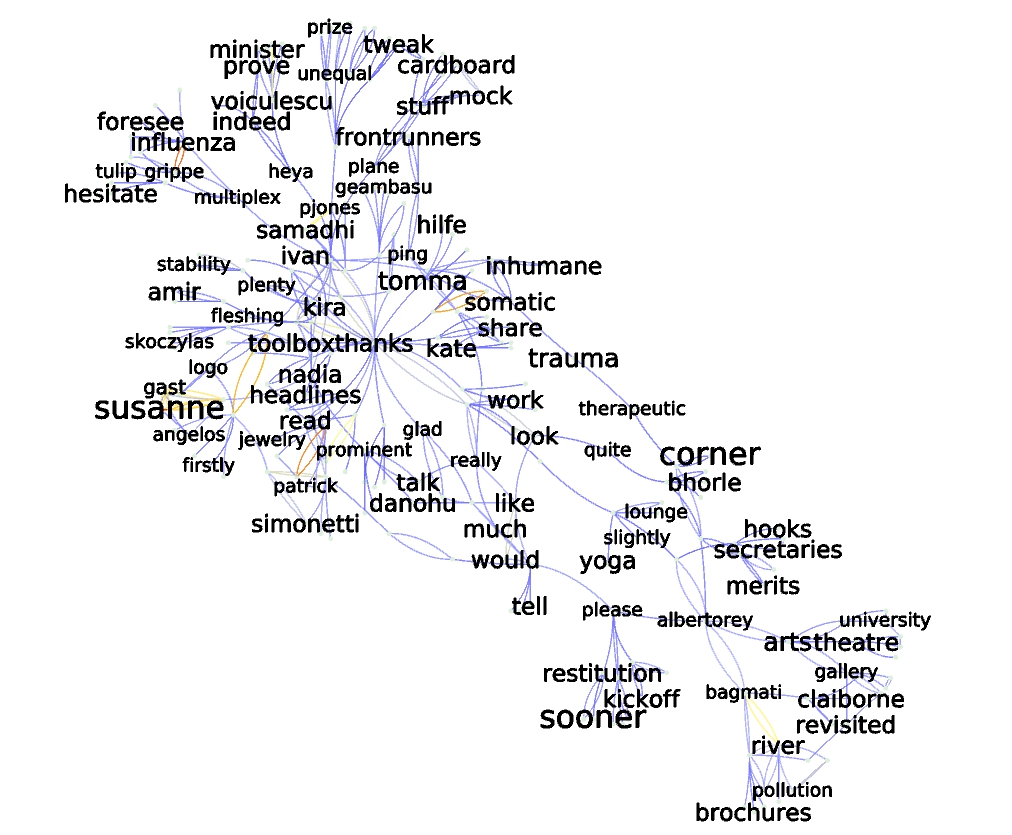 prize
minister
tweak
prove
unequal
cardboard
voiculescu
stuff
mock
foresee
indeed
influenza
frontrunners
tulip
grippe
heya
plane
hesitate
multiplex
geambasu
pjones
samadhi
hilfe
ivan
ping
stability
inhumane
plenty
tomma
amir
kira
somatic
fleshing
share
skoczylas
toolboxthanks
kate
trauma
logo
nadia
gast
headlines
work
susanne
read
therapeutic
angelos
jewelry
glad
look
prominent
quite
corner
firstly
really
patrick
talk
bhorle
danohu
like
lounge
simonetti
much
slightly
hooks
would
yoga
secretaries
merits
tell
please
albertorey
university
artstheatre
restitution
gallery
kickoff
bagmati
claiborne
sooner
revisited
river
pollution
brochures